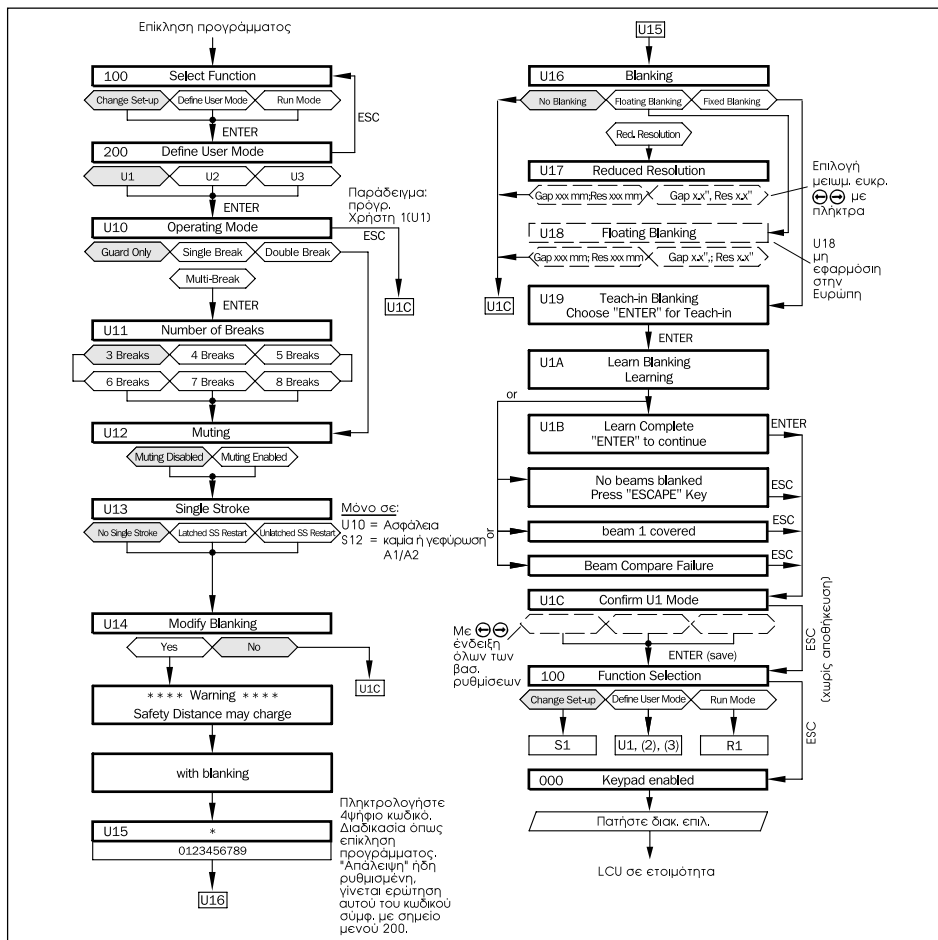 Επίκληση προγράμματος
100 Select Function
Change Set-up Define User Mode Run Mode
ESC
ENTER
200 Define User Mode
U1 U2 U3
ENTER
Παράδειγμα:
πρόγρ.
Χρήστη 1(U1)
U10 Operating Mode
ESC
Guard Only Single Break Double Break
Multi-Break
ENTER
U1C
U11 Number of Breaks
3 Breaks 4 Breaks 5 Breaks
6 Breaks 7 Breaks 8 Breaks
U12 Muting
Muting Disabled Muting Enabled
U13 Single Stroke
No Single Stroke Latched SS Restart Unlatched SS Restart
Μόνο σε:
U10 = Ασφάλεια
S12 = καμία ή γεφύρωση
A1/A2
U14 Modify Blanking
Yes No
U1C
* * * * Warning * * * *
Safety Distance may charge
with blanking
U15 *
0123456789
U16
Πληκτρολογήστε
4ψήφιο κωδικό.
Διαδικασία όπως
επίκληση
προγράμματος.
"Απάλειψη" ήδη
ρυθμισμένη,
γίνεται ερώτηση
αυτού του κωδικού
σύμφ. με σημείο
μενού 200.
U15
U16 Blanking
No Blanking Floating Blanking Fixed Blanking
Red. Resolution
U17 Reduced Resolution
Gap xxx mm;Res xxx mm Gap x.x", Res x.x"
Επιλογή
μειωμ. ευκρ.
←→ με
πλήκτρα
U18 Floating Blanking
Gap xxx mm; Res xxx mm Gap x.x",; Res x.x"
U18
μη
εφαρμόσιη
στην
Ευρώπη
U1C
U19 Teach-in Blanking
Choose "ENTER" for Teach-in
ENTER
U1A Learn Blanking
Learning
or
U1B Learn Complete
"ENTER" to continue
ENTER
No beams blanked
Press "ESCAPE" Key
ESC
or
beam 1 covered
ESC
Beam Compare Failure
ESC
U1C Confirm U1 Mode
Με ←→
ένδειξη
όλων των
βασ.
ρυθμίσεων
ESC
(χωρίς αποθήκευση)
ENTER (save)
100 Function Selection
Change Set-up Define User Mode Run Mode
S1 U1, (2), (3) R1
ESC
000 Keypad enabled
Πατήστε διακ. επιλ.
LCU σε ετοιμότητα